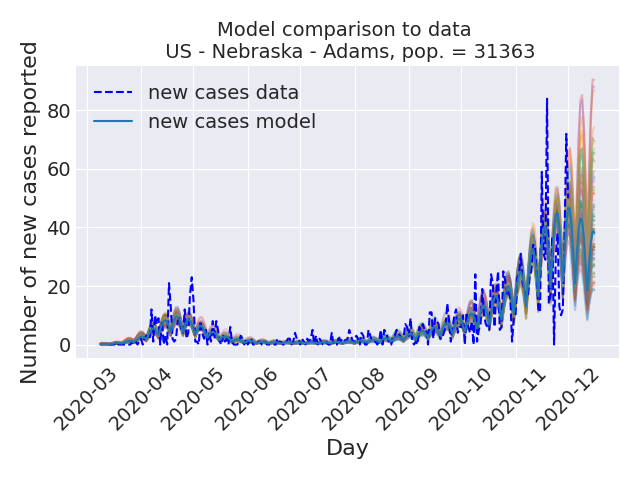 Model comparison to data
US - Nebraska - Adams, pop. = 31363
Number of new cases reported
80
60
40
20
0
new cases data
new cases model
2020-03
2020-04
2020-05
2020-06
2020-07
2020-08
2020-09
2020-10
2020-11
2020-12
Day